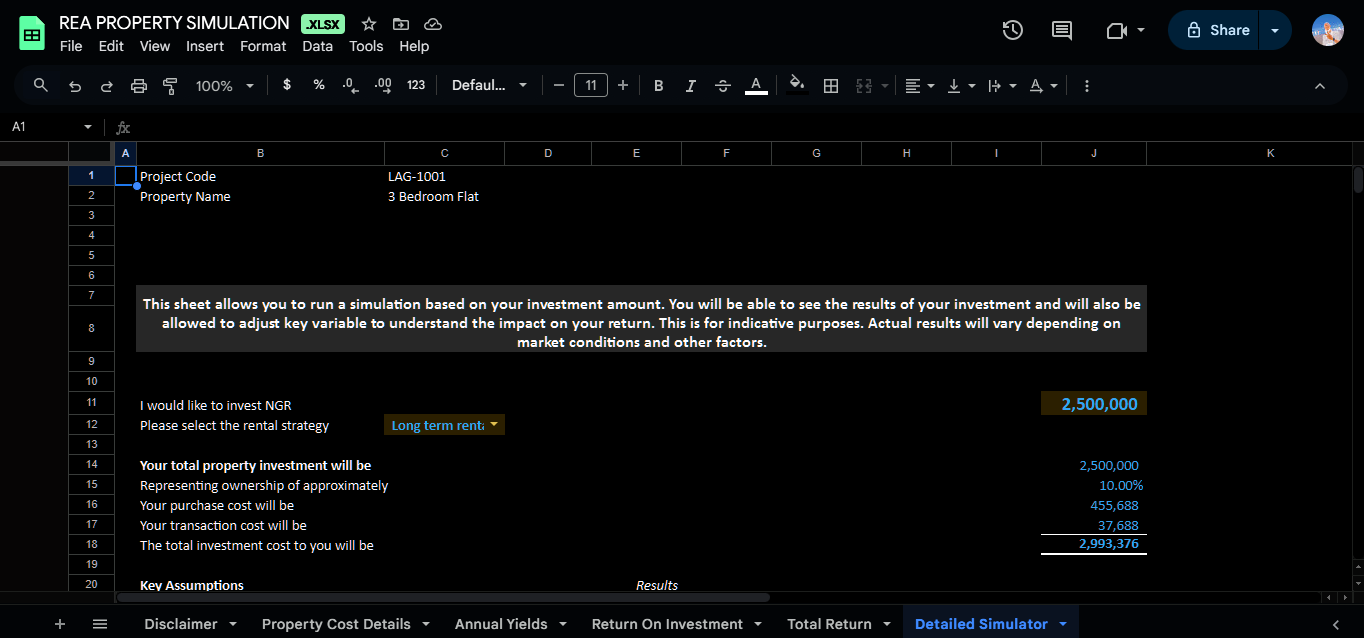 REA PROPERTY SIMULATION .XLSX
File Edit View Insert Format Data Tools Help
Share
100% $ % .0 .00 123 Defaul... 11 B I A A
A1 fx
A B C D E F G H I J K
1 Project Code LAG-1001
2 Property Name 3 Bedroom Flat
3
4
5
6
7
This sheet allows you to run a simulation based on your investment amount. You will be able to see the results of your investment and will also be
8 allowed to adjust key variable to understand the impact on your return. This is for indicative purposes. Actual results will vary depending on
market conditions and other factors.
9
10
11 I would like to invest NGR 2,500,000
12 Please select the rental strategy Long term renta
13
14 Your total property investment will be 2,500,000
15 Representing ownership of approximately 10.00%
16 Your purchase cost will be 455,688
17 Your transaction cost will be 37,688
18 The total investment cost to you will be 2,993,376
19
20 Key Assumptions Results
Disclaimer Property Cost Details Annual Yields Return On Investment Total Return Detailed Simulator